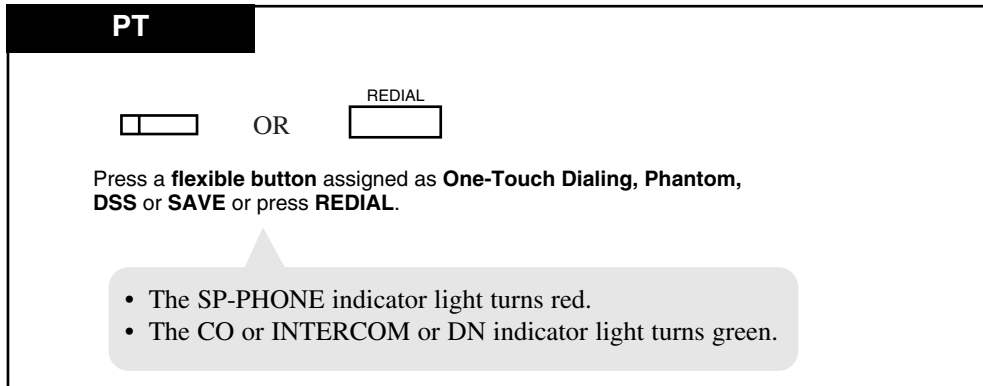 PT
REDIAL
OR
Press a flexible button assigned as One-Touch Dialing, Phantom,
DSS or SAVE or press REDIAL.
• The SP-PHONE indicator light turns red.
• The CO or INTERCOM or DN indicator light turns green.